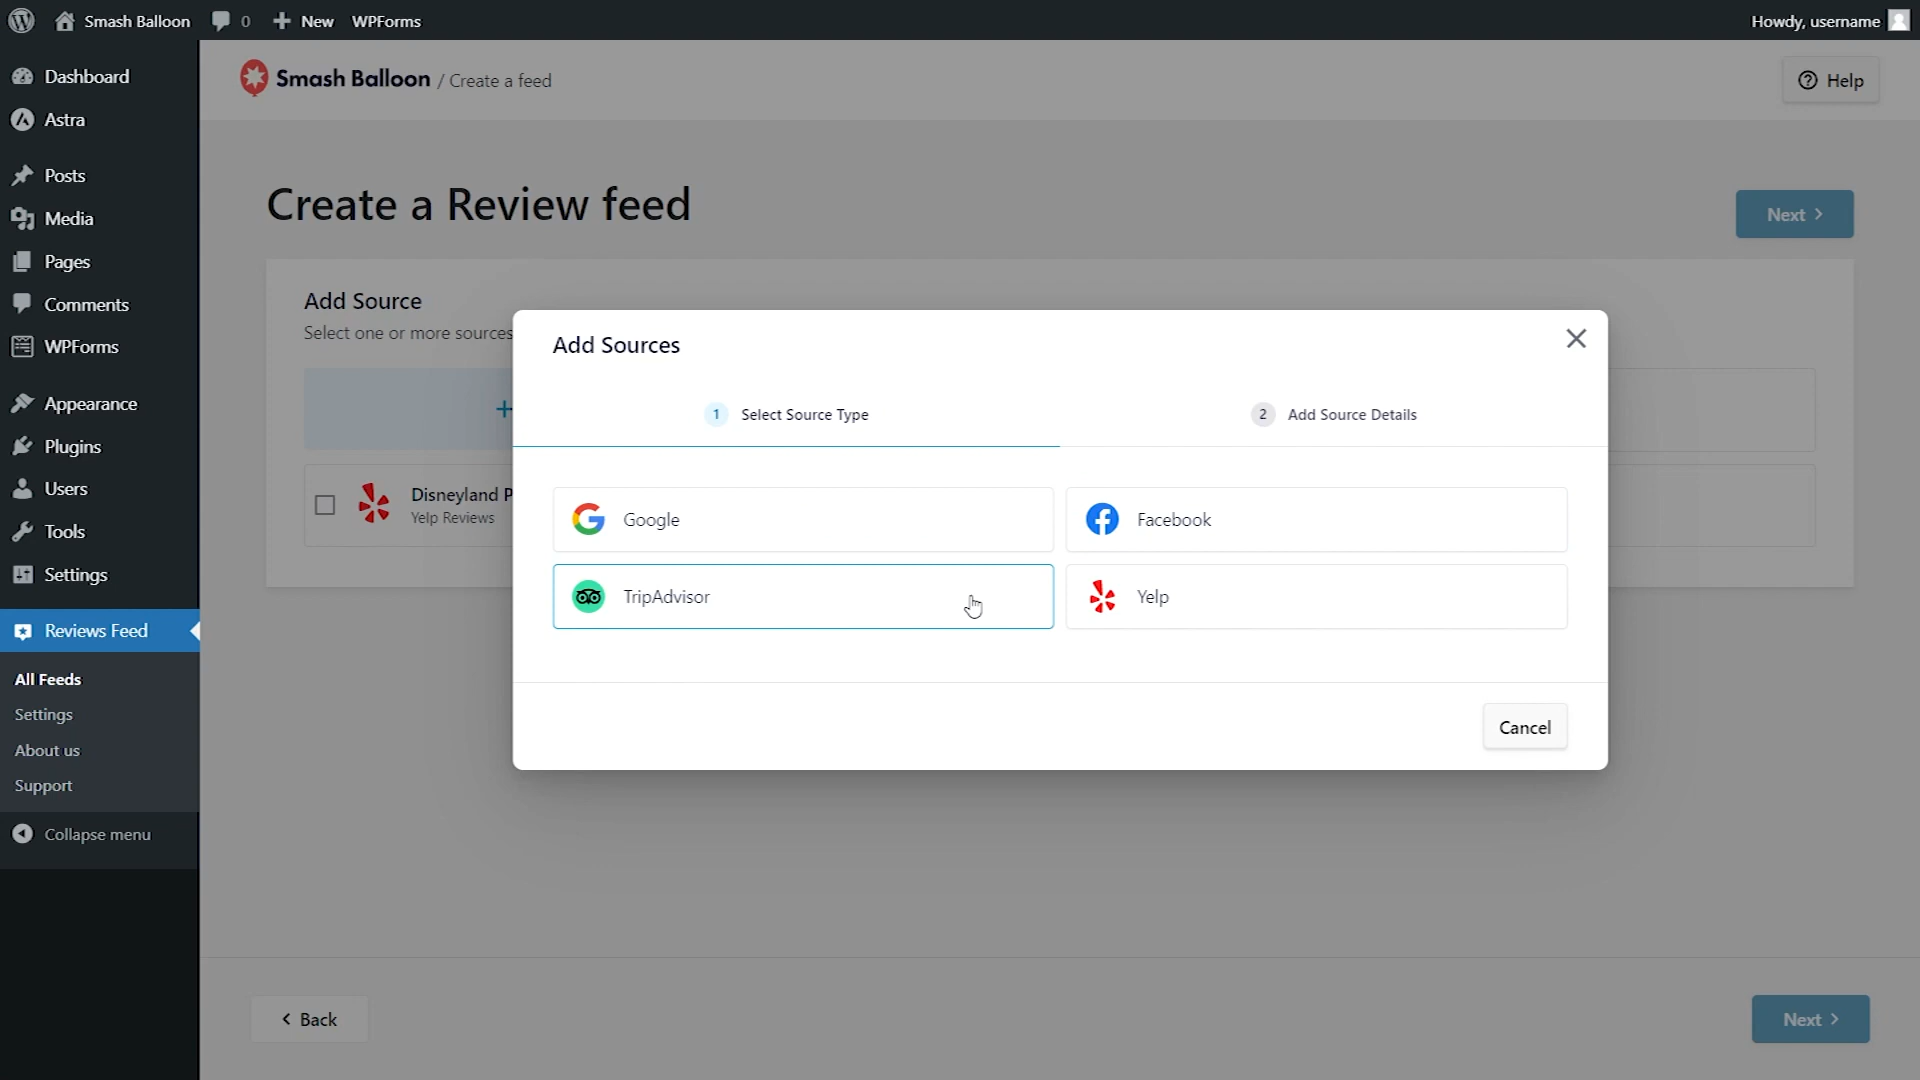 Smash Balloon 0 New WPForms Howdy, username
Dashboard
Astra
Posts
Media
Pages
Comments
WPForms
Appearance
Plugins
Users
Tools
Settings
Reviews Feed
All Feeds
Settings
About us
Support
Collapse menu
Smash Balloon / Create a feed
Help
Create a Review feed
Next
Add Source
Select one or more sources
Disneyland P
Yelp Reviews
Add Sources
1 Select Source Type
2 Add Source Details
Google
Facebook
TripAdvisor
Yelp
Cancel
Back
Next